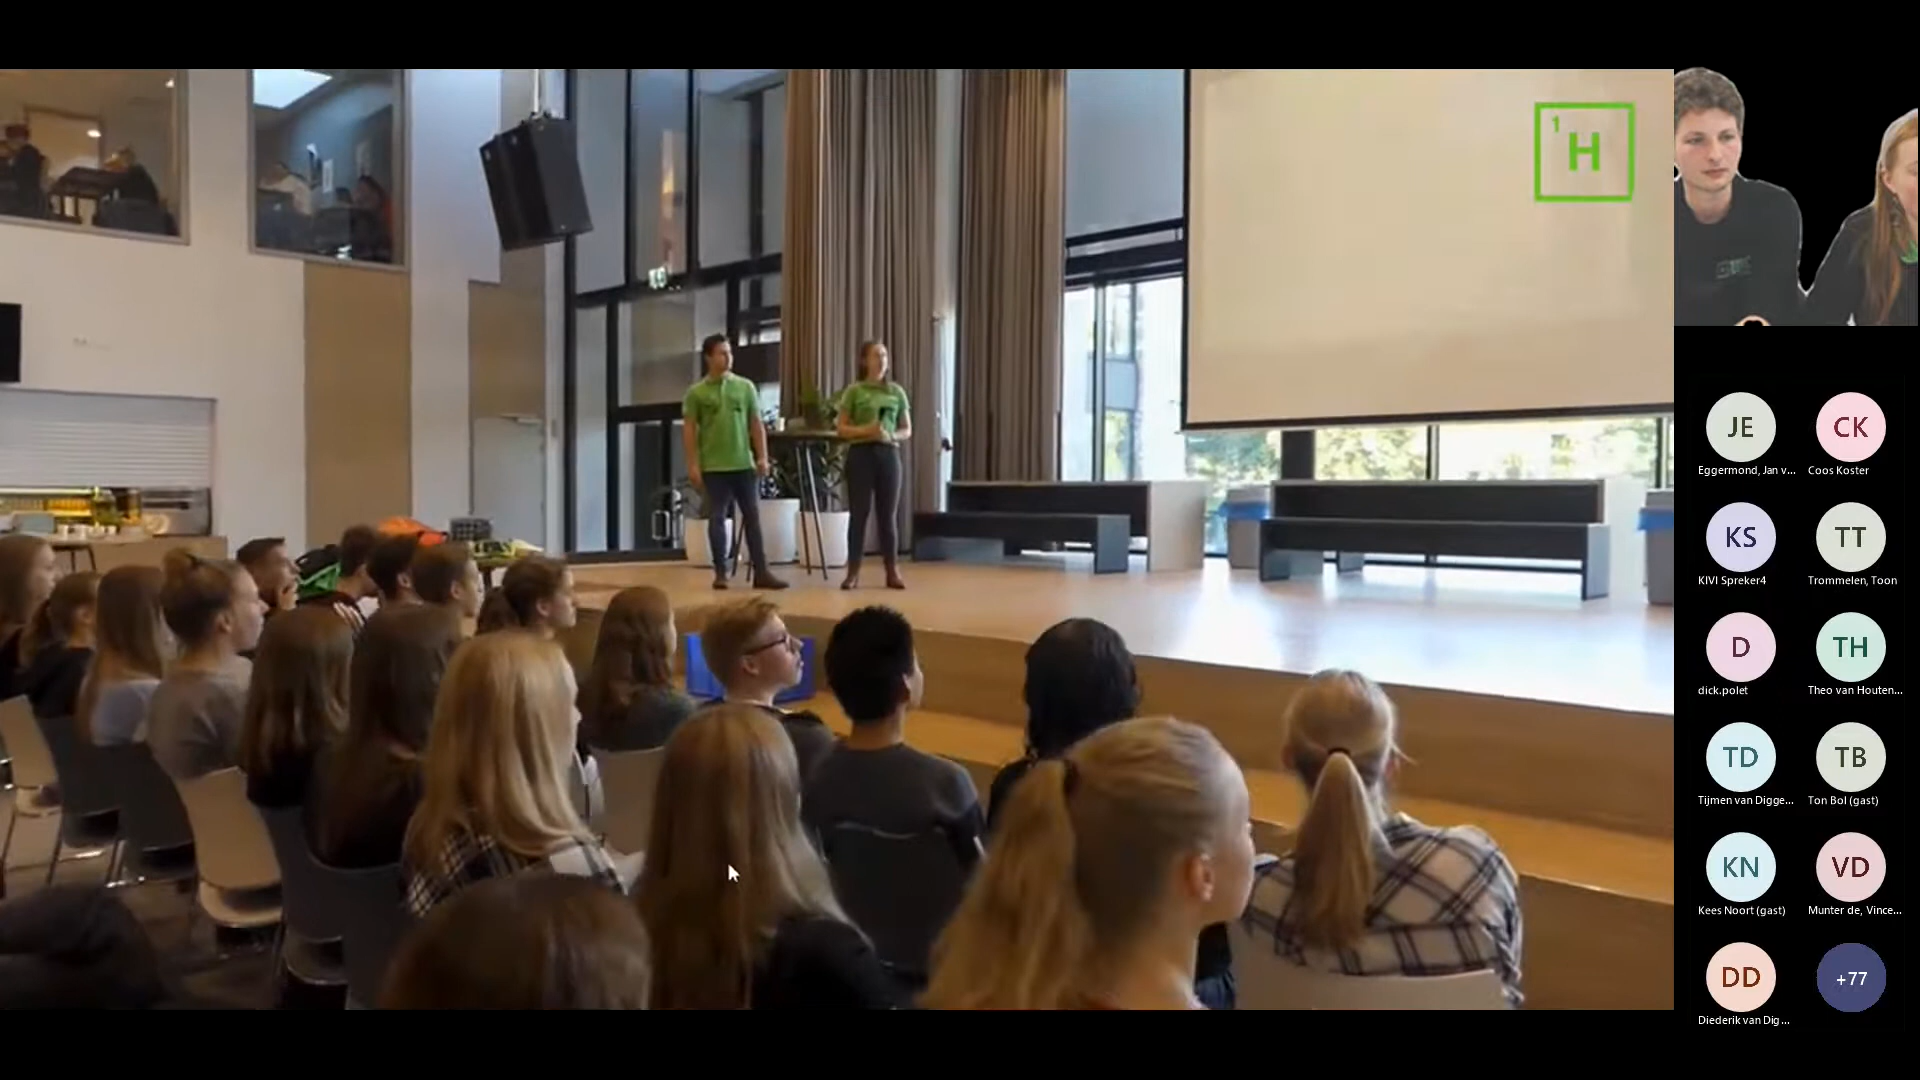 1
H
JE
CK
Eggermond, Jan v...
Coos Koster
KS
TT
KIVI Spreker4
Trommelen, Toon
D
TH
dick.polet
Theo van Houten...
TD
TB
Tijmen van Digge...
Ton Bol (gast)
KN
VD
Kees Noort (gast)
Munter de, Vince...
DD
+77
Diederik van Dig...